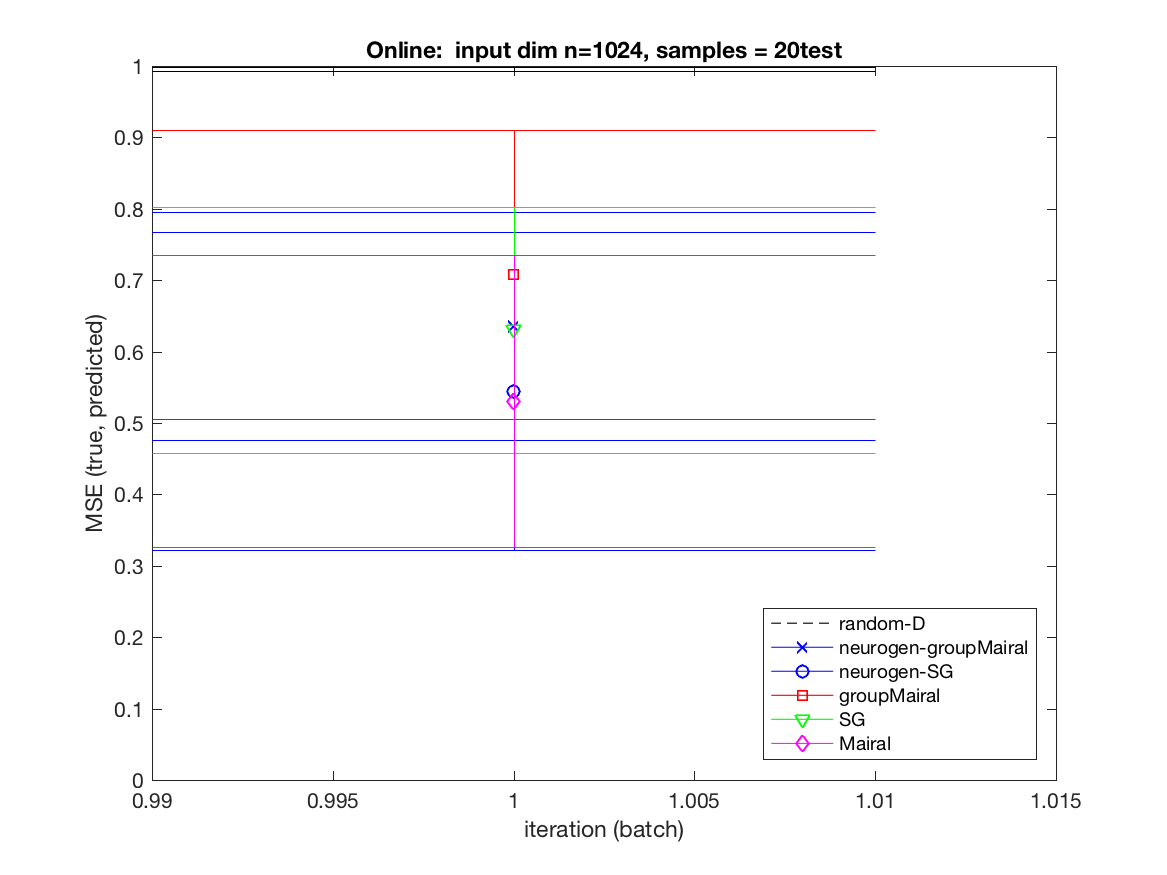 Online:  input dim n=1024, samples = 20test
1
0.9
0.8
0.7
0.6
0.5
0.4
0.3
0.2
0.1
0
MSE (true, predicted)
random-D
neurogen-groupMairal
neurogen-SG
groupMairal
SG
Mairal
0.99 0.995 1 1.005 1.01 1.015
iteration (batch)